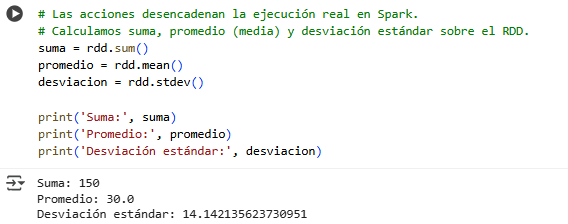 # Las acciones desencadenan la ejecución real en Spark.
# Calculamos suma, promedio (media) y desviación estándar sobre el RDD.
suma = rdd.sum()
promedio = rdd.mean()
desviacion = rdd.stdev()
print('Suma:', suma)
print('Promedio:', promedio)
print('Desviación estándar:', desviacion)
Suma: 150
Promedio: 30.0
Desviación estándar: 14.142135623730951